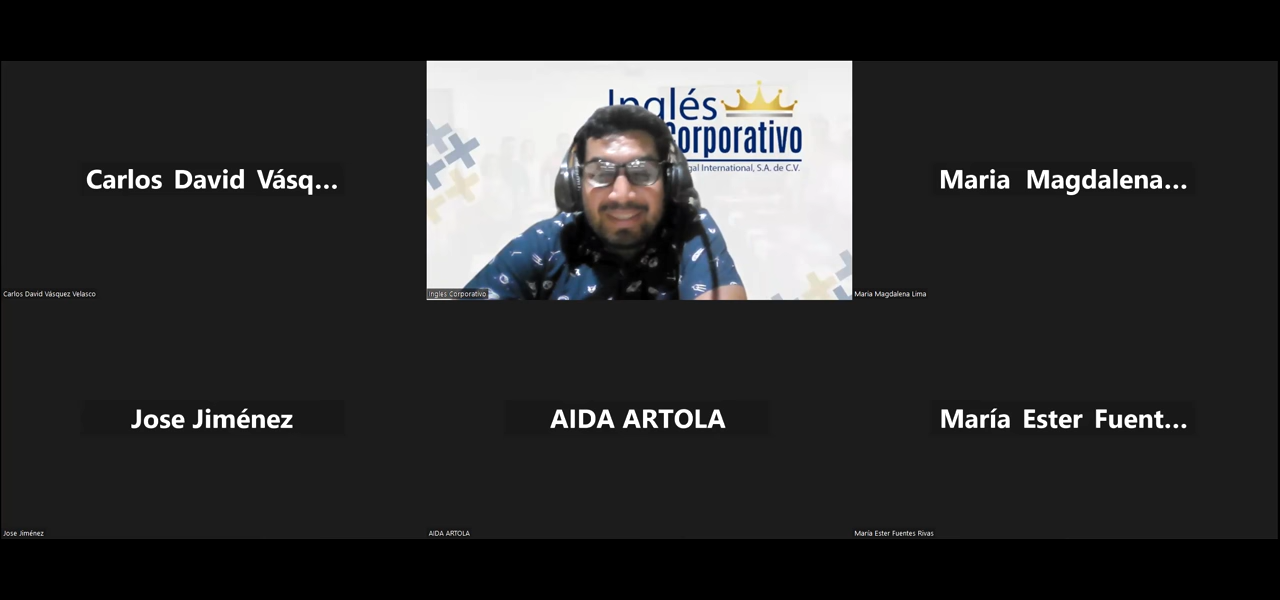 Carlos David Vásq...
Inglés
Corporativo
gal International, S.A. de C.V.
Maria Magdalena...
Carlos David Vásquez Velasco
Inglés Corporativo
Maria Magdalena Lima
Jose Jiménez
AIDA ARTOLA
María Ester Fuent...
Jose Jiménez
AIDA ARTOLA
María Ester Fuentes Rivas